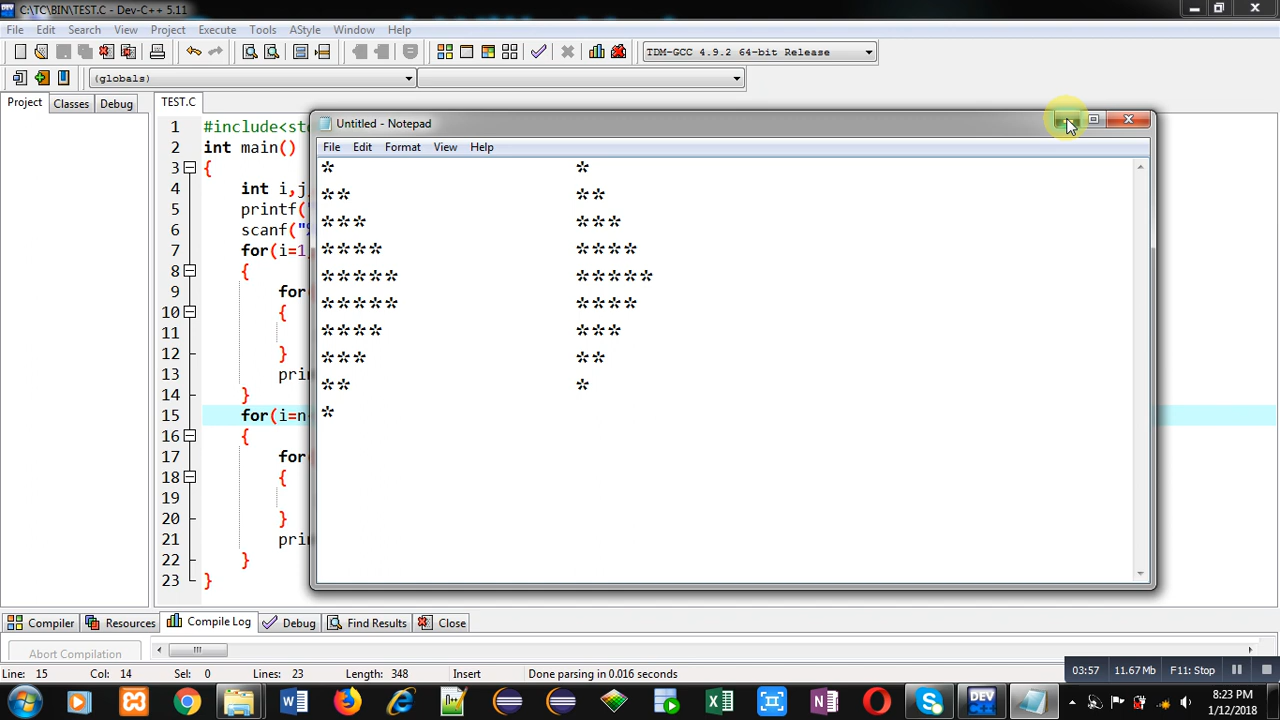 C:\TC\BIN\TEST.C - Dev-C++ 5.11
File Edit Search View Project Execute Tools AStyle Window Help
TDM-GCC 4.9.2 64-bit Release
(globals)
Project Classes Debug TEST.C
Untitled - Notepad
File Edit Format View Help
* *
** **
*** ***
**** ****
***** *****
***** ****
**** ***
*** **
** *
*
1 #include<st
2 int main()
3 {
4 int i,j
5 printf("
6 scanf("%
7 for(i=1
8 {
9 for
10 {
11
12 }
13 pri
14 }
15 for(i=n
16 {
17 for
18 {
19
20 }
21 pri
22 }
23 }
Compiler Resources Compile Log Debug Find Results Close
Abort Compilation
Line: 15 Col: 14 Sel: 0 Lines: 23 Length: 348 Insert Done parsing in 0.016 seconds
03:57 11.67 Mb F11: Stop
8:23 PM
1/12/2018